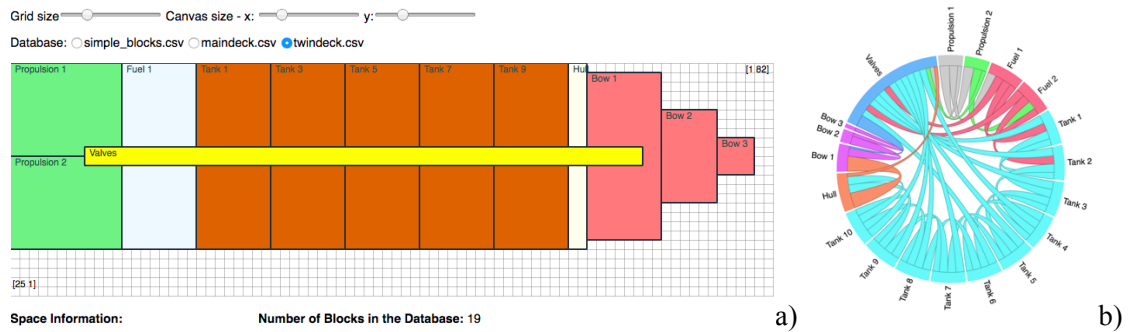 Grid size Canvas size - x: y:
Database: simple_blocks.csv maindeck.csv twindeck.csv
Propulsion 1 Fuel 1 Tank 1 Tank 3 Tank 5 Tank 7 Tank 9 Hul [1 82]
Bow 1
Bow 2
Bow 3
Valves
Propulsion 2
[25 1]
Space Information: Number of Blocks in the Database: 19
a)
Propulsion 1
Propulsion 2
Fuel 1
Fuel 2
Tank 1
Tank 2
Tank 3
Tank 4
Tank 5
Tank 6
Tank 7
Tank 8
Tank 9
Tank 10
Hull
Bow 1
Bow 2
Bow 3
Valves
b)